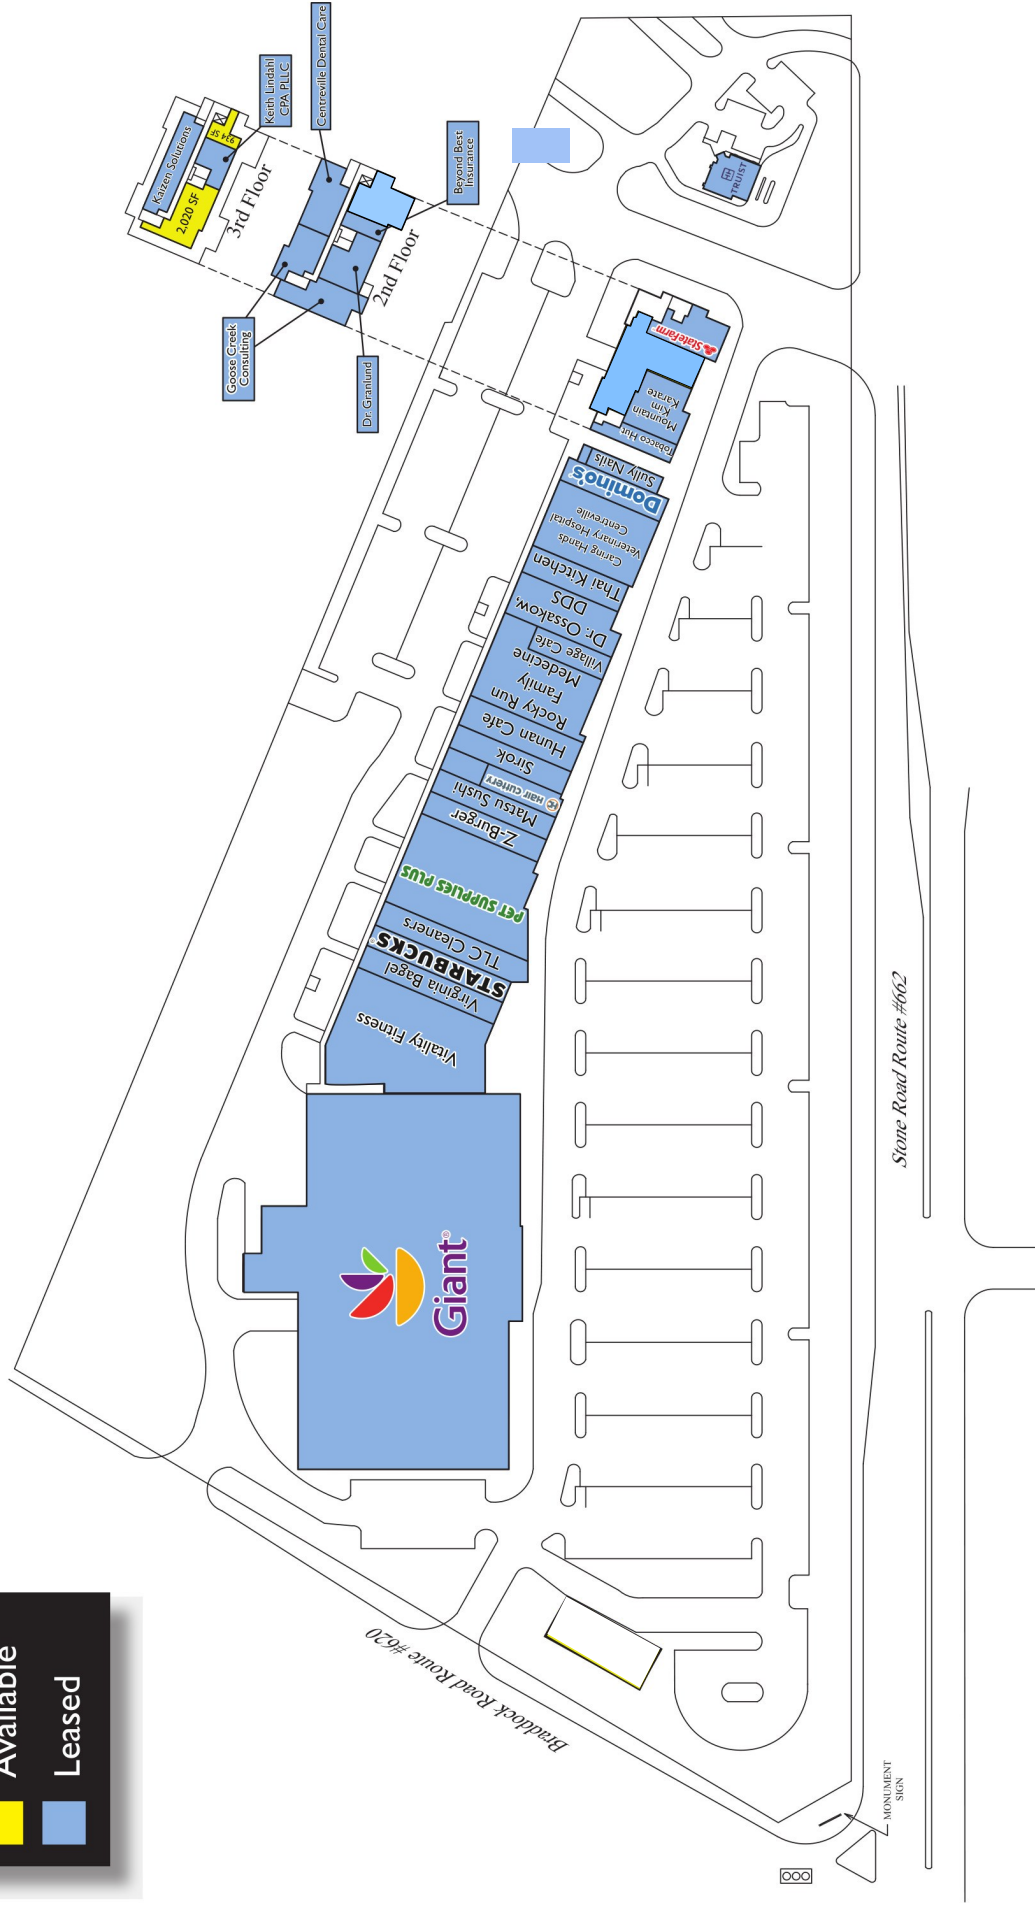 Available
Leased
Kaizen Solutions
2,020 SF
934 SF
3rd Floor
Keith Lindahl
CPA PLLC
Centreville Dental Care
Goose Creek
Consulting
Dr. Granlund
Beyond Best
Insurance
2nd Floor
TRUIST
StateFarm
Mountain
Kim
Karate
Tobacco Hut
Sully Nails
Domino's
Caring Hands
Veterinary Hospital
Centreville
Thai Kitchen
Dr. Ossakow,
DDS
Village Cafe
Rocky Run
Family
Medecine
Hunan Cafe
Sirok
HC HAIR CUTTERY
Matsu Sushi
Z-Burger
PET SUPPLIES PLUS
TLC Cleaners
STARBUCKS®
Virginia Bagel
Vitality Fitness
Giant®
Stone Road Route #662
Braddock Road Route #620
MONUMENT
SIGN